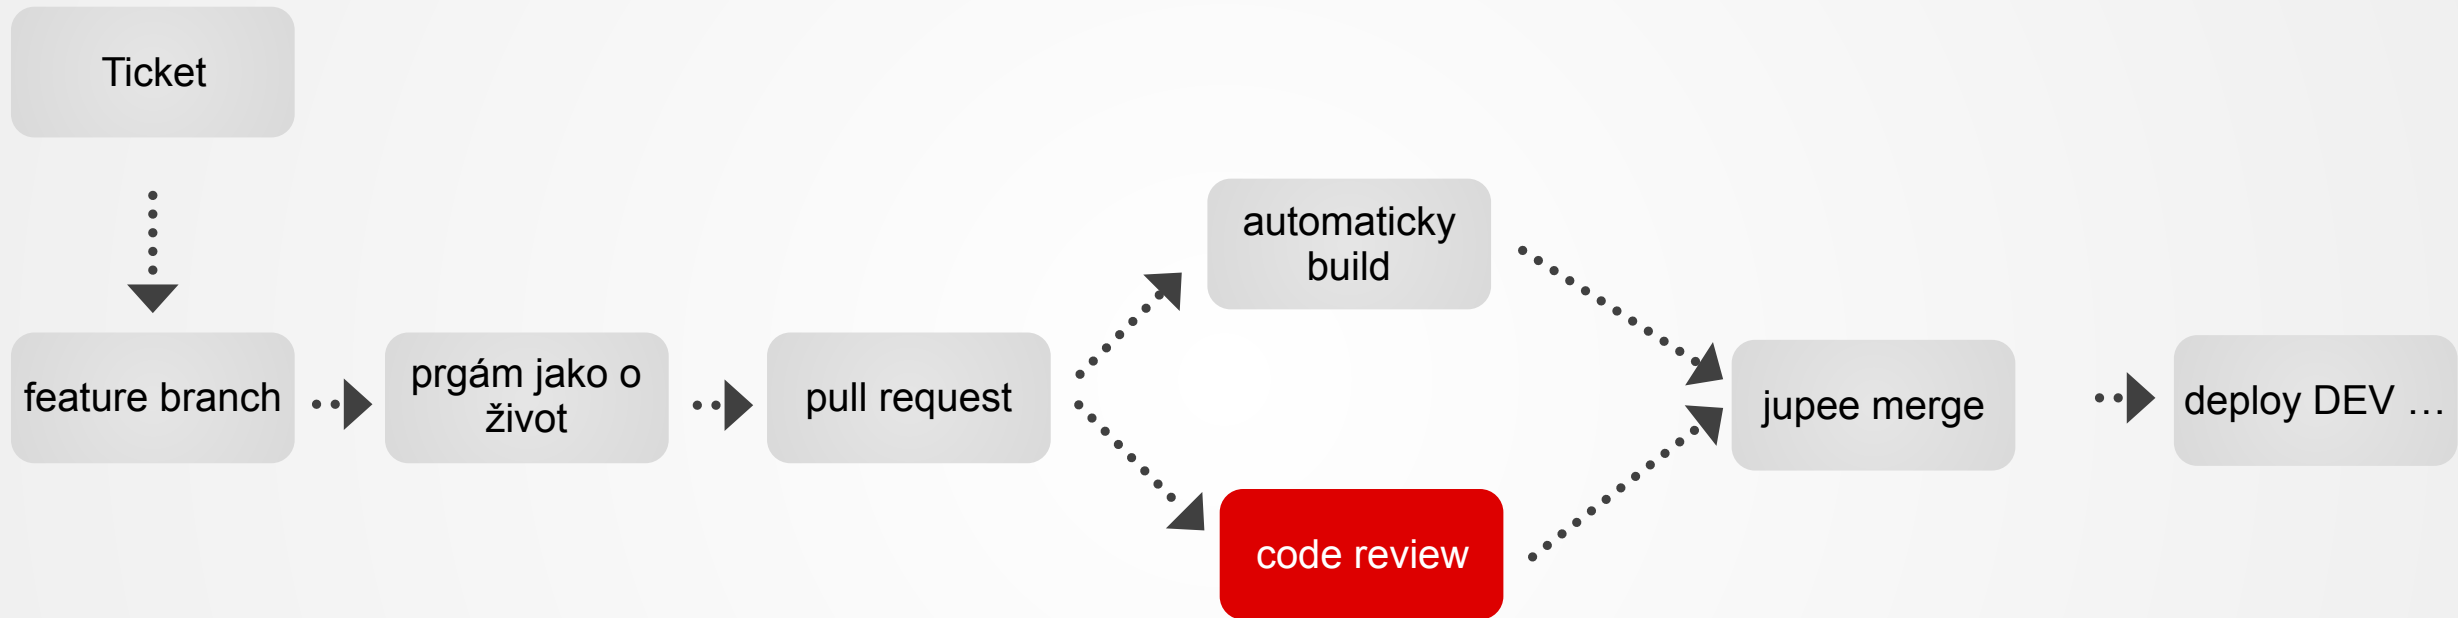 Ticket
feature branch
prgám jako o
život
pull request
automaticky
build
code review
jupee merge
deploy DEV …